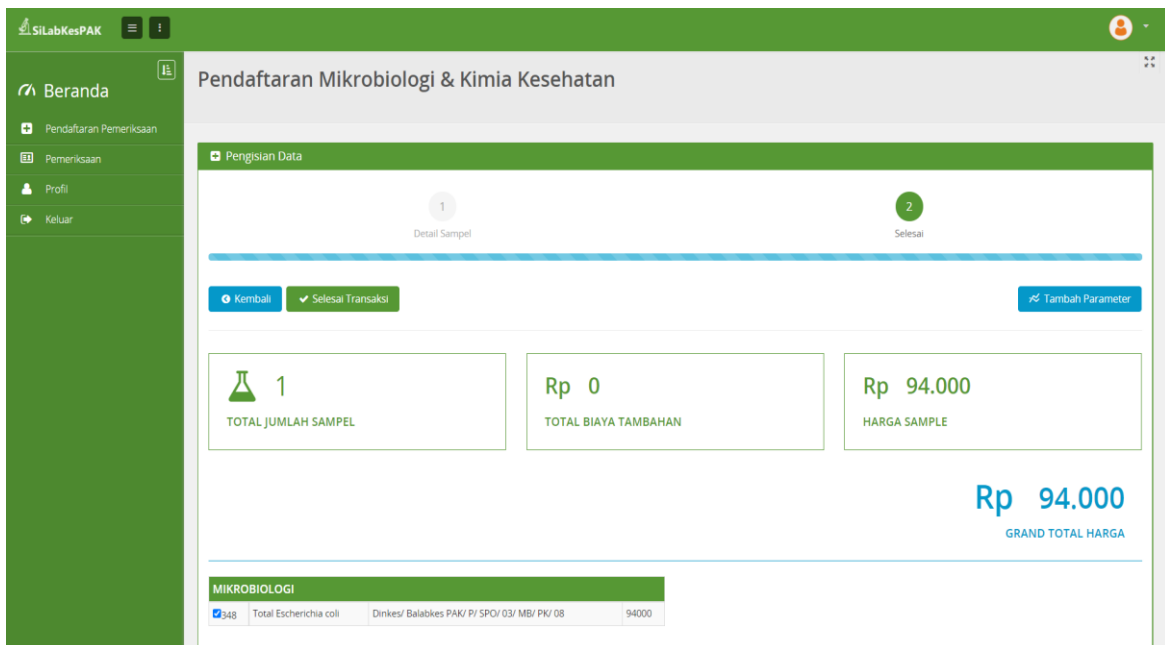 SiLabKesPAK
Beranda
Pendaftaran Pemeriksaan
Pemeriksaan
Profil
Keluar
Pendaftaran Mikrobiologi & Kimia Kesehatan
Pengisian Data
1
Detail Sampel
2
Selesai
Kembali
Selesai Transaksi
Tambah Parameter
1
TOTAL JUMLAH SAMPEL
Rp 0
TOTAL BIAYA TAMBAHAN
Rp 94.000
HARGA SAMPLE
Rp 94.000
GRAND TOTAL HARGA
MIKROBIOLOGI
348 Total Escherichia coli Dinkes/ Balabkes PAK/ P/ SPO/ 03/ MB/ PK/ 08 94000